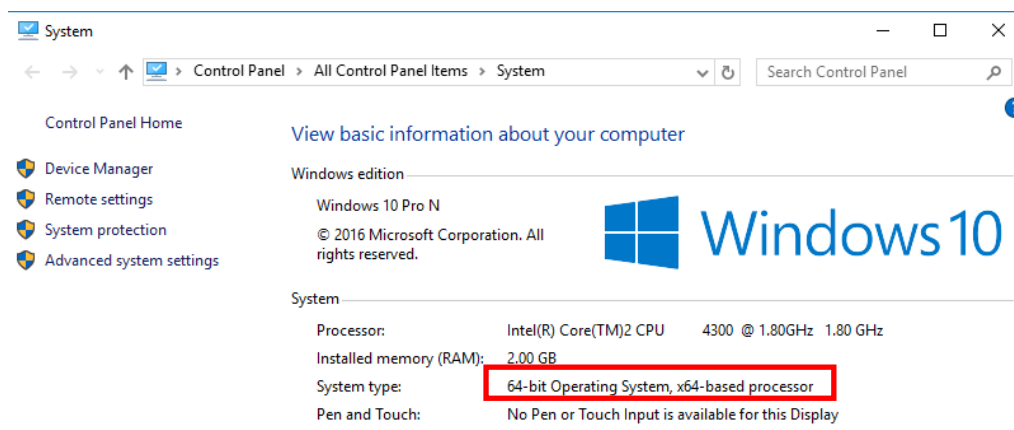 System
Control Panel > All Control Panel Items > System
Search Control Panel
Control Panel Home
View basic information about your computer
Device Manager
Windows edition
Remote settings
Windows 10 Pro N
System protection
© 2016 Microsoft Corporation. All
rights reserved.
Advanced system settings
Windows 10
System
Processor: Intel(R) Core(TM)2 CPU 4300 @ 1.80GHz 1.80 GHz
Installed memory (RAM): 2.00 GB
System type: 64-bit Operating System, x64-based processor
Pen and Touch: No Pen or Touch Input is available for this Display